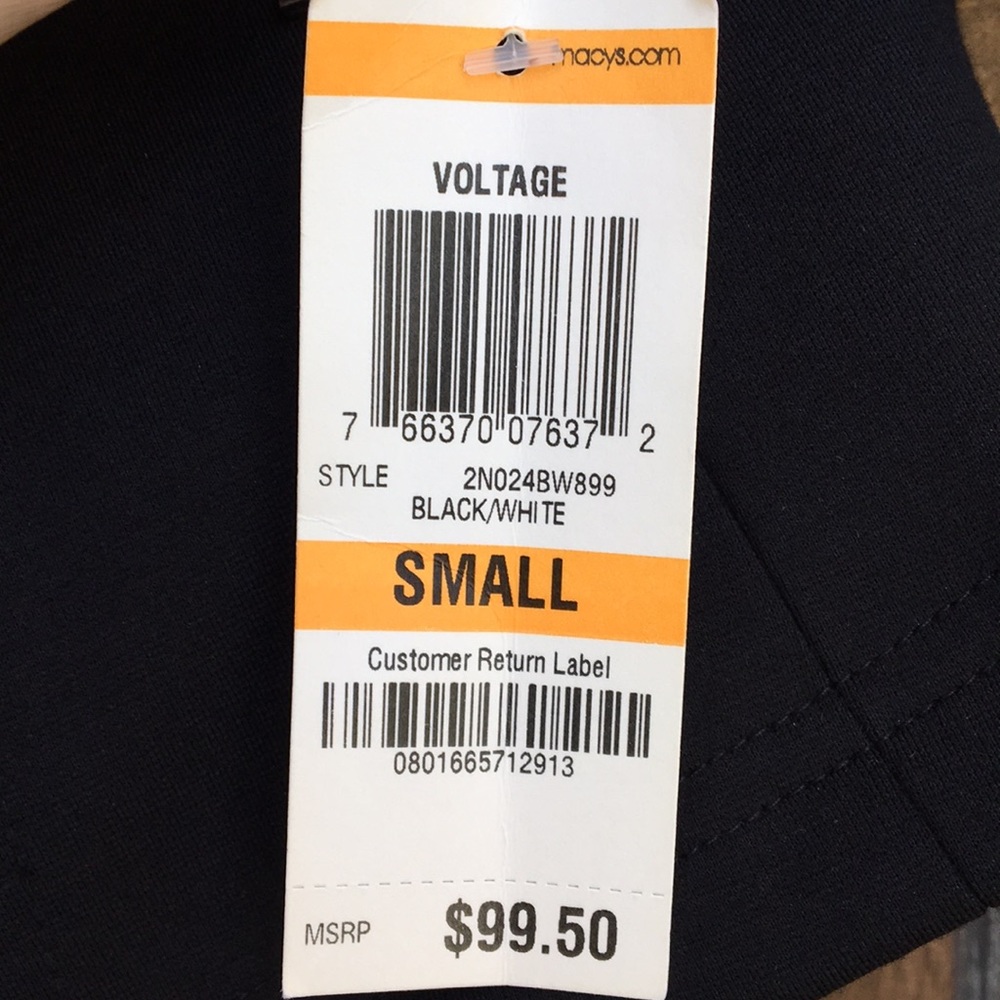 macys.com
VOLTAGE
7 66370 07637 2
STYLE 2N024BW899
BLACK/WHITE
SMALL
Customer Return Label
0801665712913
MSRP $99.50